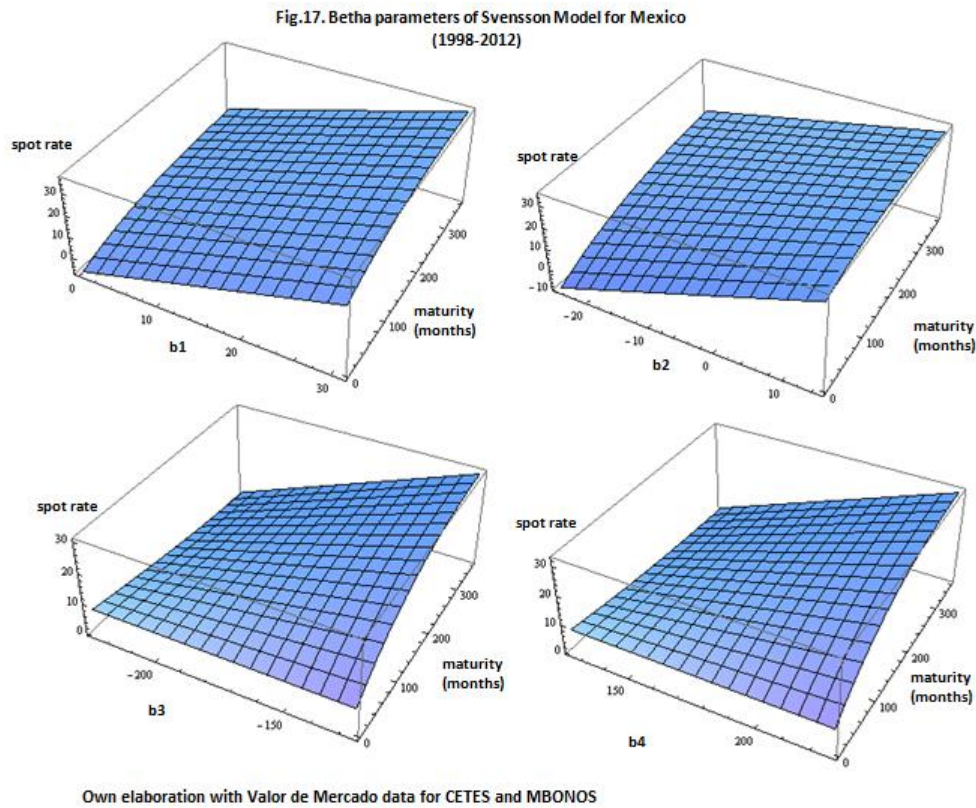 Fig.17. Betha parameters of Svensson Model for Mexico
(1998-2012)
spot rate
30
20
10
0
0
10
20
30
b1
0
100
200
300
maturity
(months)
spot rate
30
20
10
0
-10
-20
-10
0
10
b2
0
100
200
300
maturity
(months)
spot rate
30
20
10
0
-200
-150
b3
0
100
200
300
maturity
(months)
spot rate
30
20
10
0
150
200
b4
0
100
200
300
maturity
(months)
Own elaboration with Valor de Mercado data for CETES and MBONOS